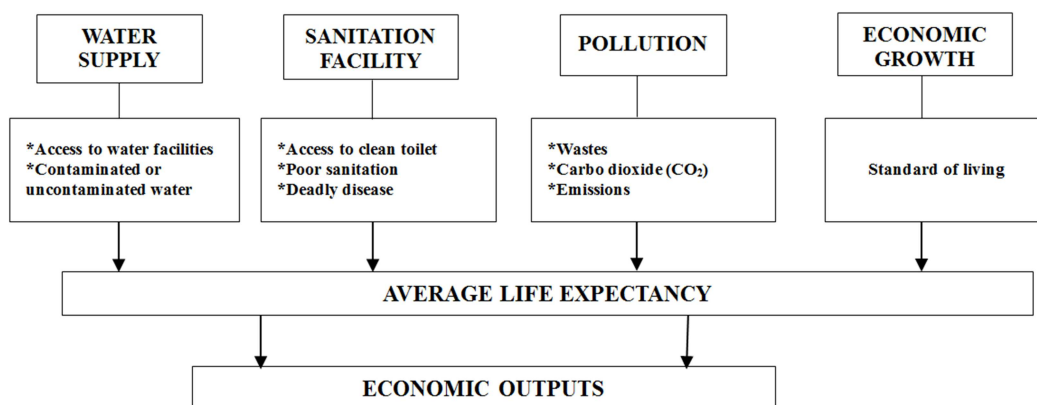 WATER
SUPPLY
SANITATION
FACILITY
POLLUTION
ECONOMIC
GROWTH
*Access to water facilities
*Contaminated or
uncontaminated water
*Access to clean toilet
*Poor sanitation
*Deadly disease
*Wastes
*Carbo dioxide (CO₂)
*Emissions
Standard of living
AVERAGE LIFE EXPECTANCY
ECONOMIC OUTPUTS